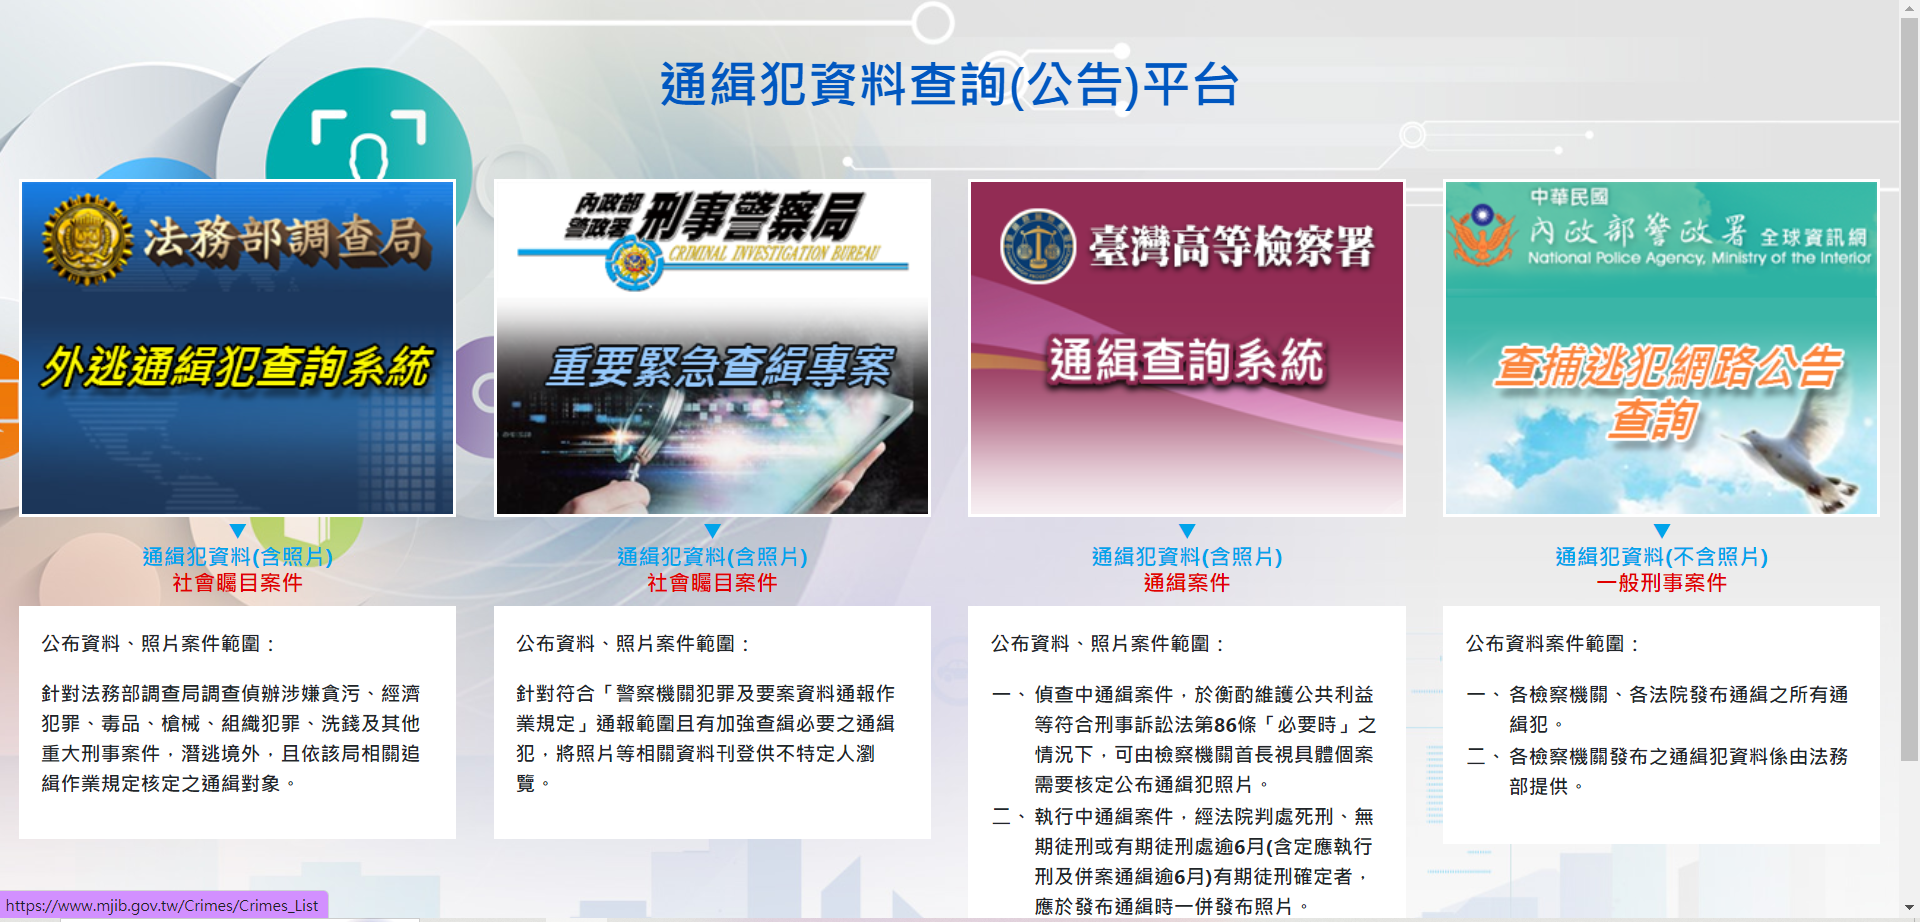 通緝犯資料查詢(公告)平台
法務部調查局
外逃通緝犯查詢系統
內政部
警政署
刑事警察局
CRIMINAL INVESTIGATION BUREAU
重要緊急查緝專案
臺灣高等檢察署
通緝查詢系統
中華民國
內政部警政署 全球資訊網
National Police Agency, Ministry of the Interior
查捕逃犯網路公告
查詢
▼
通緝犯資料(含照片)
社會矚目案件
公布資料、照片案件範圍：
針對法務部調查局調查偵辦涉嫌貪污、經濟
犯罪、毒品、槍械、組織犯罪、洗錢及其他
重大刑事案件，潛逃境外，且依該局相關追
緝作業規定核定之通緝對象。
▼
通緝犯資料(含照片)
社會矚目案件
公布資料、照片案件範圍：
針對符合「警察機關犯罪及要案資料通報作
業規定」通報範圍且有加強查緝必要之通緝
犯，將照片等相關資料刊登供不特定人瀏
覽。
▼
通緝犯資料(含照片)
通緝案件
公布資料、照片案件範圍：
一、偵查中通緝案件，於衡酌維護公共利益
等符合刑事訴訟法第86條「必要時」之
情況下，可由檢察機關首長視具體個案
需要核定公布通緝犯照片。
二、執行中通緝案件，經法院判處死刑、無
期徒刑或有期徒刑處逾6月(含定應執行
刑及併案通緝逾6月)有期徒刑確定者，
應於發布通緝時一併發布照片。
▼
通緝犯資料(不含照片)
一般刑事案件
公布資料案件範圍：
一、各檢察機關、各法院發布通緝之所有通
緝犯。
二、各檢察機關發布之通緝犯資料係由法務
部提供。
https://www.mjib.gov.tw/Crimes/Crimes_List